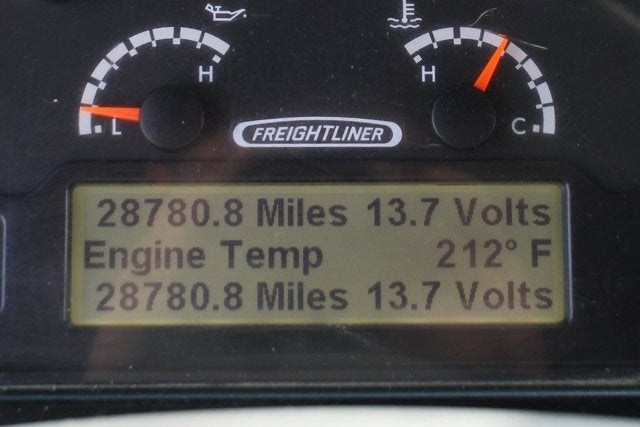 H
H
L
FREIGHTLINER
C
28780.8 Miles 13.7 Volts
Engine Temp 212° F
28780.8 Miles 13.7 Volts